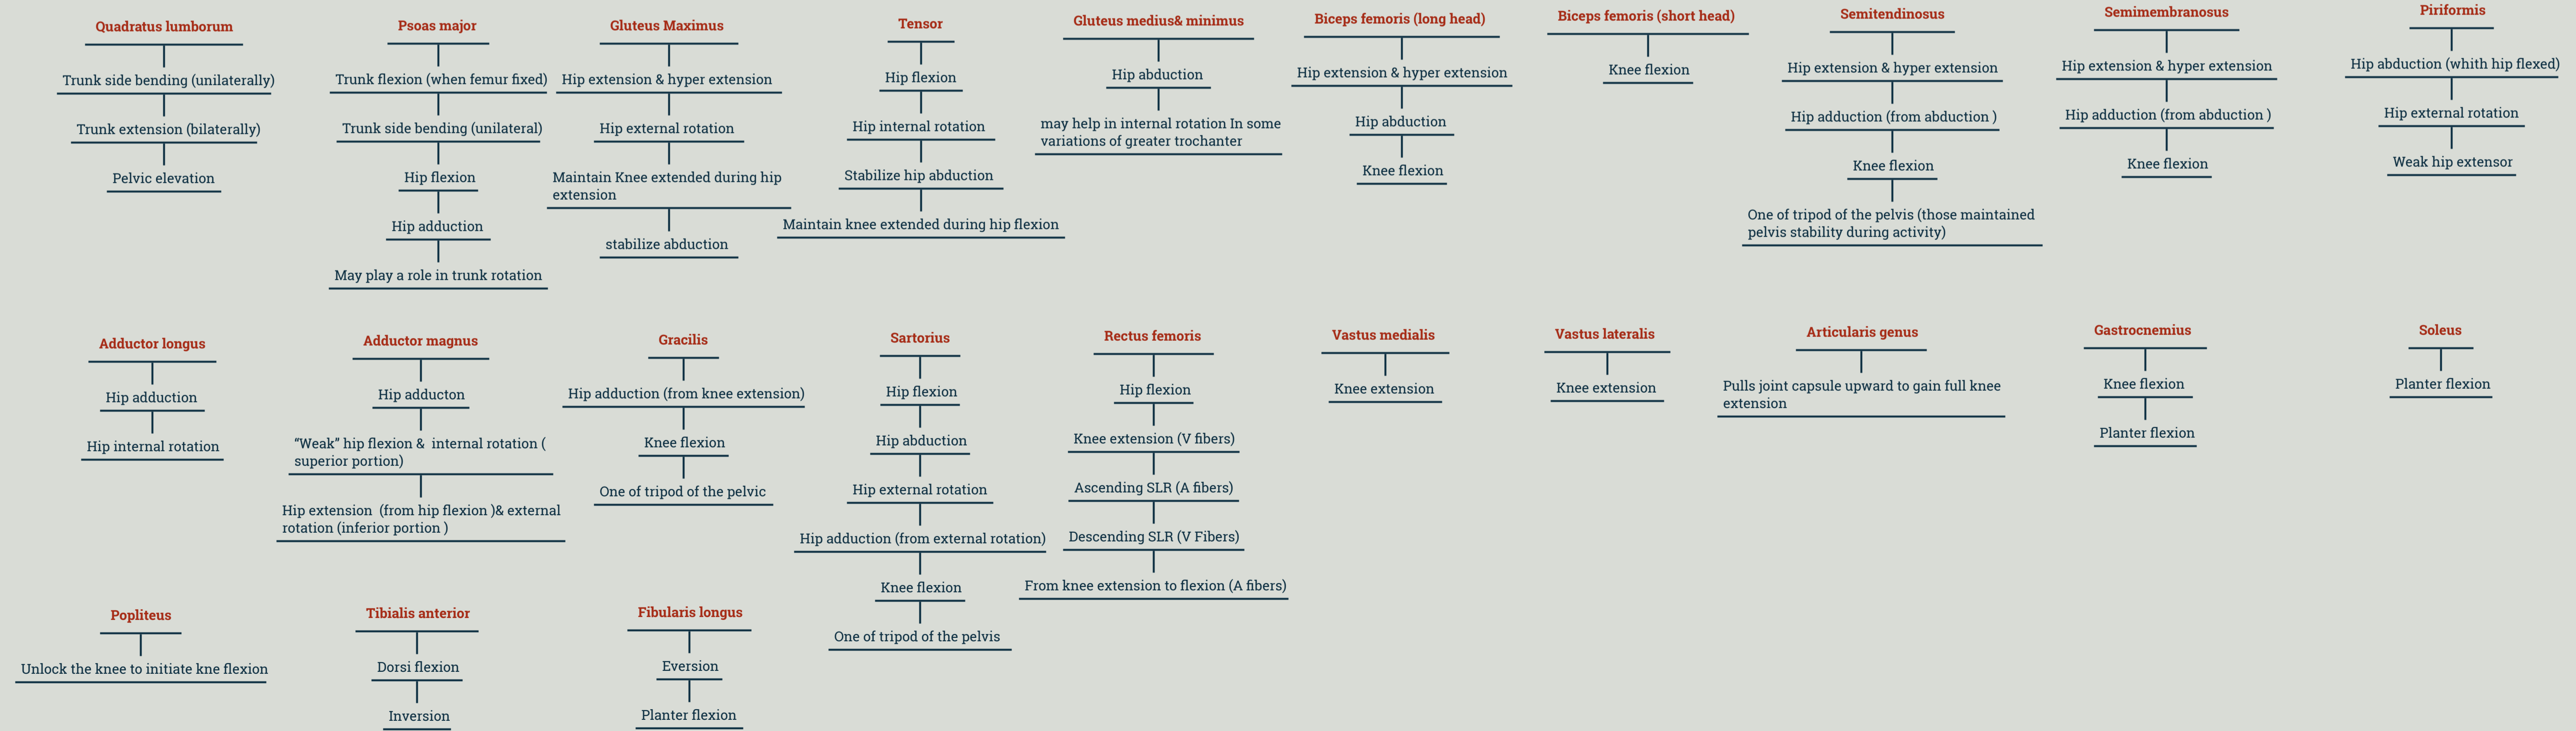 Quadratus lumborum
Trunk side bending (unilaterally)
Trunk extension (bilaterally)
Pelvic elevation
Psoas major
Trunk flexion (when femur fixed)
Trunk side bending (unilateral)
Hip flexion
Hip adduction
May play a role in trunk rotation
Gluteus Maximus
Hip extension & hyper extension
Hip external rotation
Maintain Knee extended during hip
extension
stabilize abduction
Tensor
Hip flexion
Hip internal rotation
Stabilize hip abduction
Maintain knee extended during hip flexion
Gluteus medius& minimus
Hip abduction
may help in internal rotation In some
variations of greater trochanter
Biceps femoris (long head)
Hip extension & hyper extension
Hip abduction
Knee flexion
Biceps femoris (short head)
Knee flexion
Semitendinosus
Hip extension & hyper extension
Hip adduction (from abduction )
Knee flexion
One of tripod of the pelvis (those maintained
pelvis stability during activity)
Semimembranosus
Hip extension & hyper extension
Hip adduction (from abduction )
Knee flexion
Piriformis
Hip abduction (whith hip flexed)
Hip external rotation
Weak hip extensor
Adductor longus
Hip adduction
Hip internal rotation
Adductor magnus
Hip adducton
“Weak” hip flexion &  internal rotation (
superior portion)
Hip extension  (from hip flexion )& external
rotation (inferior portion )
Gracilis
Hip adduction (from knee extension)
Knee flexion
One of tripod of the pelvic
Sartorius
Hip flexion
Hip abduction
Hip external rotation
Hip adduction (from external rotation)
Knee flexion
One of tripod of the pelvis
Rectus femoris
Hip flexion
Knee extension (V fibers)
Ascending SLR (A fibers)
Descending SLR (V Fibers)
From knee extension to flexion (A fibers)
Vastus medialis
Knee extension
Vastus lateralis
Knee extension
Articularis genus
Pulls joint capsule upward to gain full knee
extension
Gastrocnemius
Knee flexion
Planter flexion
Soleus
Planter flexion
Popliteus
Unlock the knee to initiate kne flexion
Tibialis anterior
Dorsi flexion
Inversion
Fibularis longus
Eversion
Planter flexion